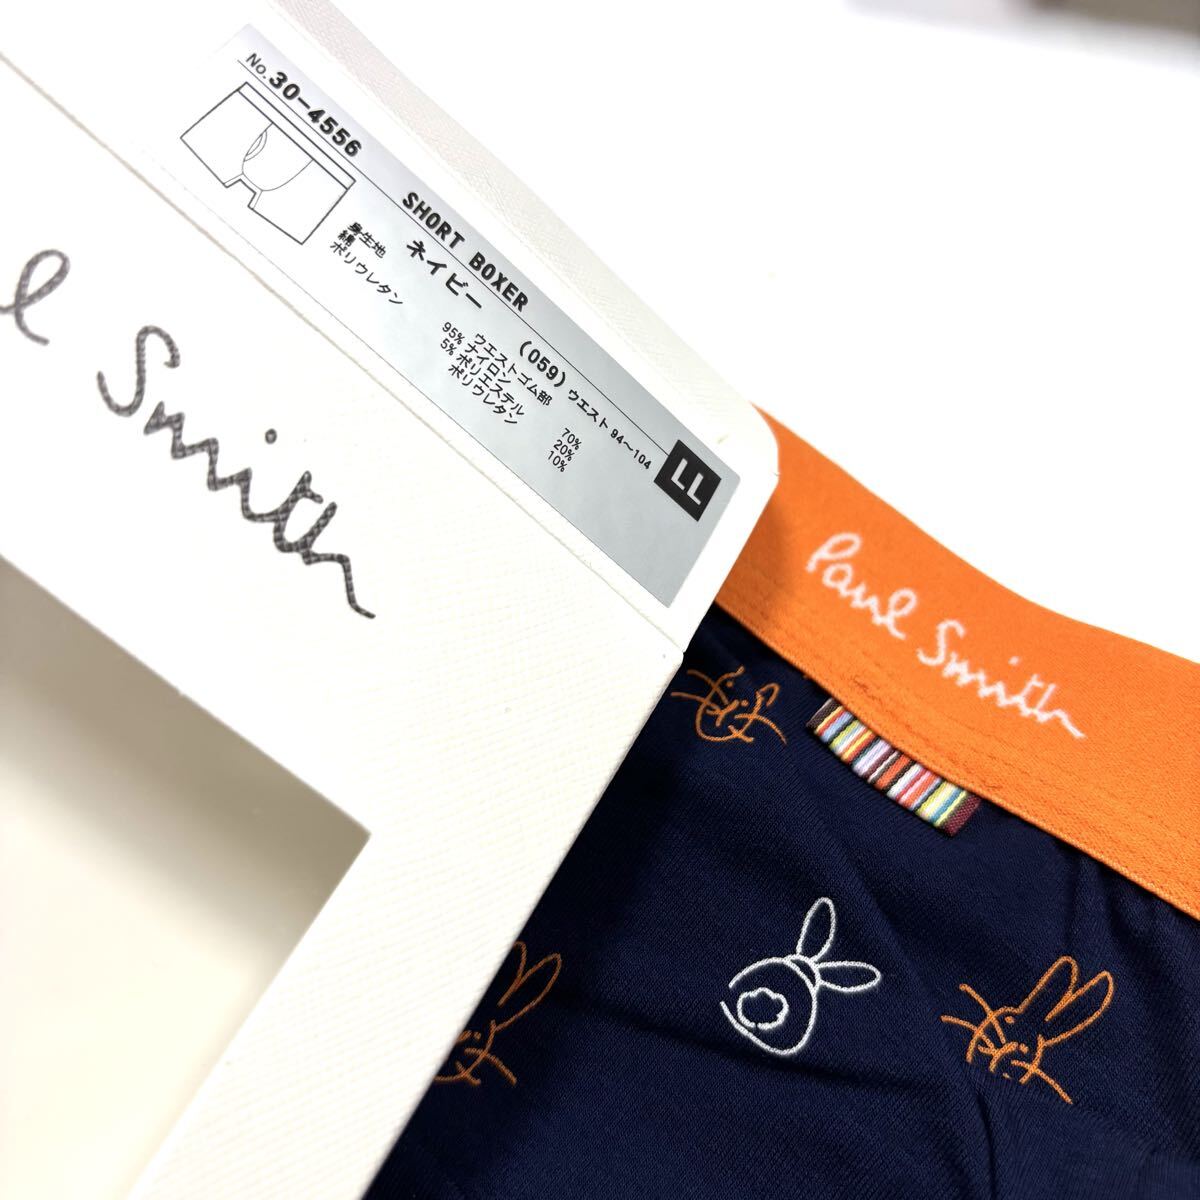 No. 30-4556
SHORT BOXER
ネイビー
(059) ウエスト 94～104
LL
身生地
綿 95%
ポリウレタン 5%
ウエストゴム部
ナイロン 70%
ポリエステル 20%
ポリウレタン 10%
l Smith
Paul Smith